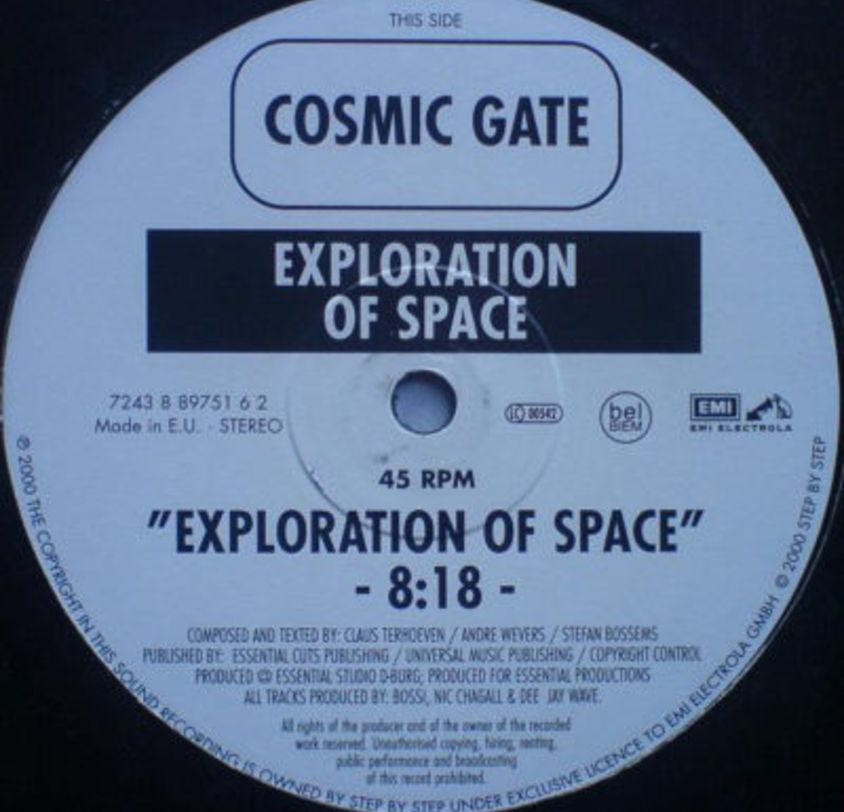 THIS SIDE
COSMIC GATE
EXPLORATION
OF SPACE
7243 8 89751 6 2
Made in E.U. - STEREO
LC 00542
bel
BIEM
EMI
EMI ELECTROLA
45 RPM
"EXPLORATION OF SPACE"
- 8:18 -
COMPOSED AND TEXTED BY: CLAUS TERHOEVEN / ANDRE WEVERS / STEFAN BOSSEMS
PUBLISHED BY: ESSENTIAL CUTS PUBLISHING / UNIVERSAL MUSIC PUBLISHING / COPYRIGHT CONTROL
PRODUCED @ ESSENTIAL STUDIO D-BURG, PRODUCED FOR ESSENTIAL PRODUCTIONS
ALL TRACKS PRODUCED BY: BOSSI, NIC CHAGALL & DEE JAY WAVE.
All rights of the producer and of the owner of the recorded
work reserved. Unauthorised copying, hiring, renting,
public performance and broadcasting
of this record prohibited.
℗ 2000 THE COPYRIGHT IN THIS SOUND RECORDING IS OWNED BY STEP BY STEP UNDER EXCLUSIVE LICENCE TO EMI ELECTROLA GMBH © 2000 STEP BY STEP